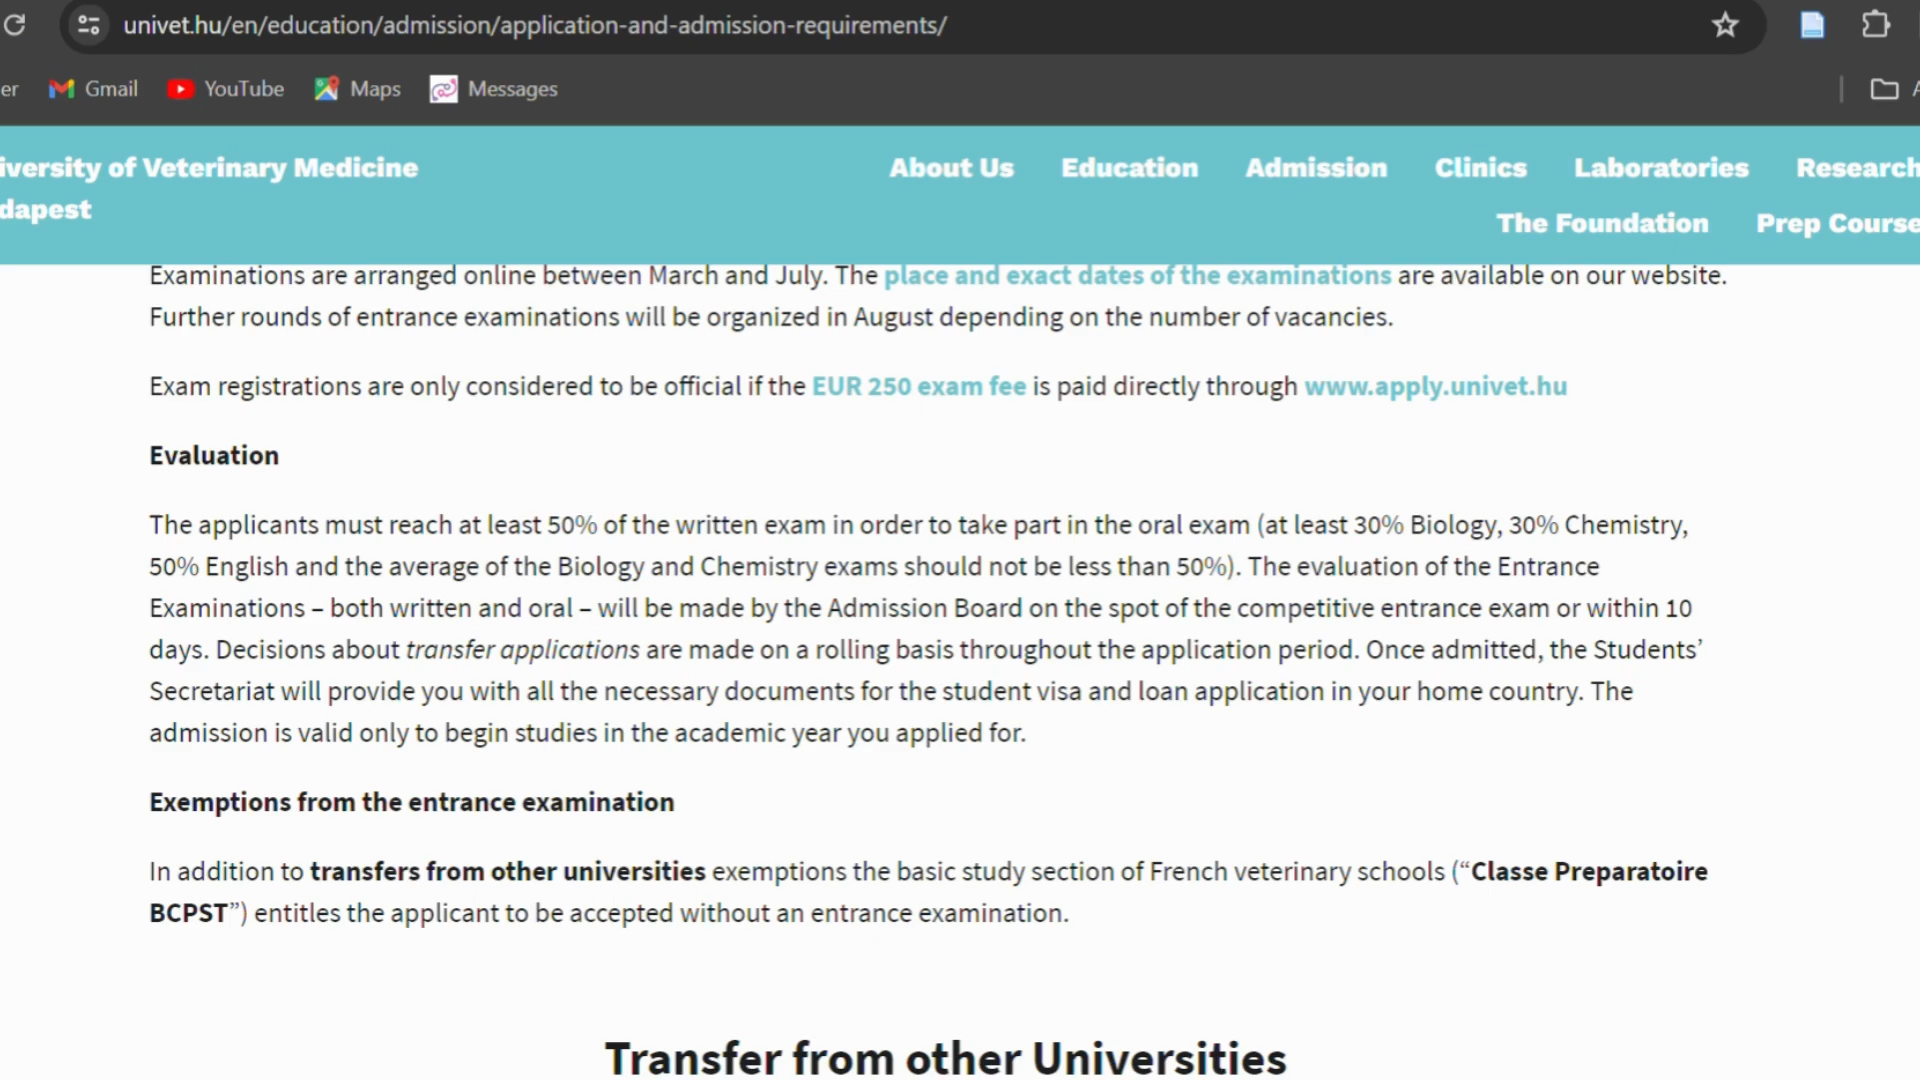 univet.hu/en/education/admission/application-and-admission-requirements/
er Gmail YouTube Maps Messages A
iversity of Veterinary Medicine
dapest
About Us Education Admission Clinics Laboratories Research
The Foundation Prep Course
Examinations are arranged online between March and July. The place and exact dates of the examinations are available on our website.
Further rounds of entrance examinations will be organized in August depending on the number of vacancies.
Exam registrations are only considered to be official if the EUR 250 exam fee is paid directly through www.apply.univet.hu
Evaluation
The applicants must reach at least 50% of the written exam in order to take part in the oral exam (at least 30% Biology, 30% Chemistry,
50% English and the average of the Biology and Chemistry exams should not be less than 50%). The evaluation of the Entrance
Examinations – both written and oral – will be made by the Admission Board on the spot of the competitive entrance exam or within 10
days. Decisions about transfer applications are made on a rolling basis throughout the application period. Once admitted, the Students’
Secretariat will provide you with all the necessary documents for the student visa and loan application in your home country. The
admission is valid only to begin studies in the academic year you applied for.
Exemptions from the entrance examination
In addition to transfers from other universities exemptions the basic study section of French veterinary schools (“Classe Preparatoire
BCPST”) entitles the applicant to be accepted without an entrance examination.
Transfer from other Universities